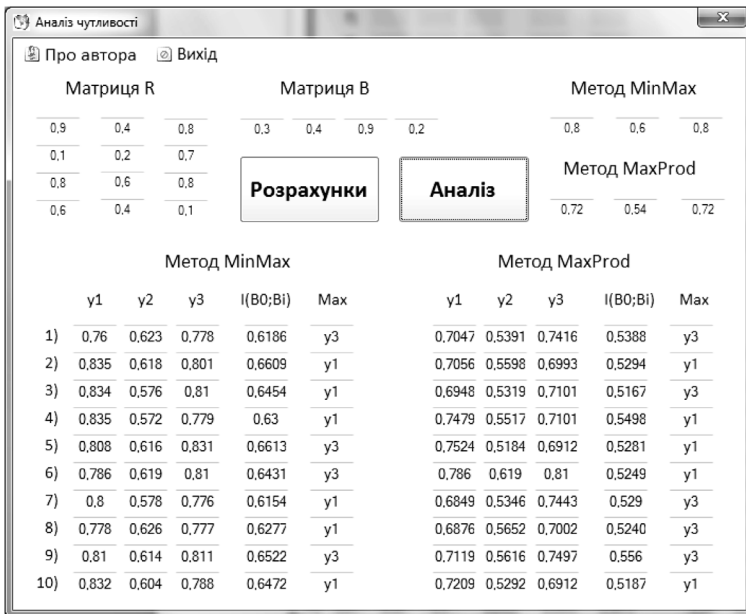 Аналіз чутливості
Про автора Вихід
Матриця R Матриця В Метод MinMax
0,9 0,4 0,8 0,3 0,4 0,9 0,2 0,8 0,6 0,8
0,1 0,2 0,7
Метод MaxProd
0,8 0,6 0,8 Розрахунки Аналіз
0,6 0,4 0,1 0,72 0,54 0,72
Метод MinMax Метод MaxProd
y1 y2 y3 I(B0;Bi) Max y1 y2 y3 I(B0;Bi) Max
1) 0,76 0,623 0,778 0,6186 y3 0,7047 0,5391 0,7416 0,5388 y3
2) 0,835 0,618 0,801 0,6609 y1 0,7056 0,5598 0,6993 0,5294 y1
3) 0,834 0,576 0,81 0,6454 y1 0,6948 0,5319 0,7101 0,5167 y3
4) 0,835 0,572 0,779 0,63 y1 0,7479 0,5517 0,7101 0,5498 y1
5) 0,808 0,616 0,831 0,6613 y3 0,7524 0,5184 0,6912 0,5281 y1
6) 0,786 0,619 0,81 0,6431 y3 0,786 0,619 0,81 0,5249 y1
7) 0,8 0,578 0,776 0,6154 y1 0,6849 0,5346 0,7443 0,529 y3
8) 0,778 0,626 0,777 0,6277 y1 0,6876 0,5652 0,7002 0,5240 y3
9) 0,81 0,614 0,811 0,6522 y3 0,7119 0,5616 0,7497 0,556 y3
10) 0,832 0,604 0,788 0,6472 y1 0,7209 0,5292 0,6912 0,5187 y1